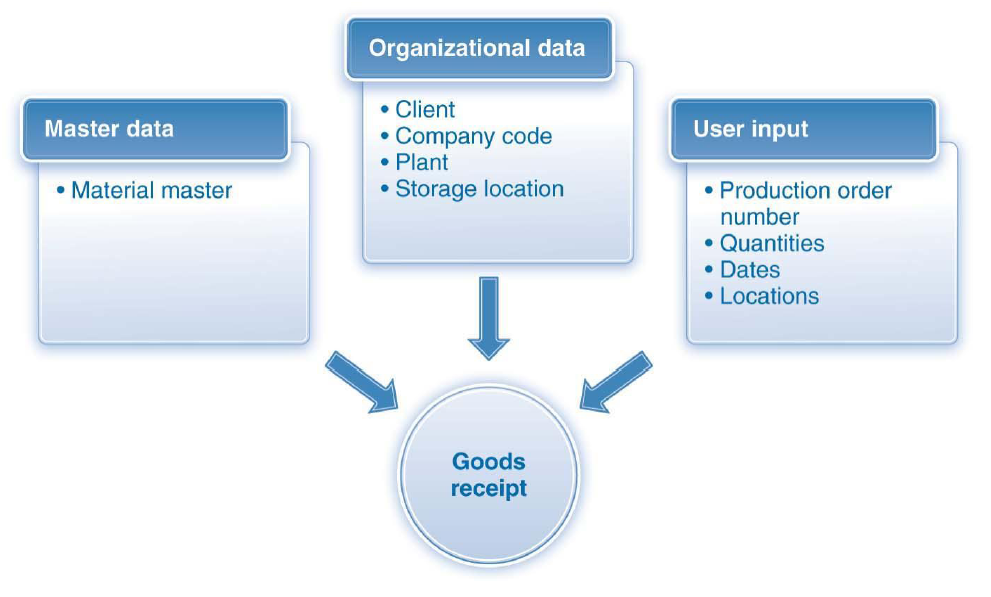 Organizational data
• Client
• Company code
• Plant
• Storage location
Master data
• Material master
User input
• Production order
number
• Quantities
• Dates
• Locations
Goods
receipt